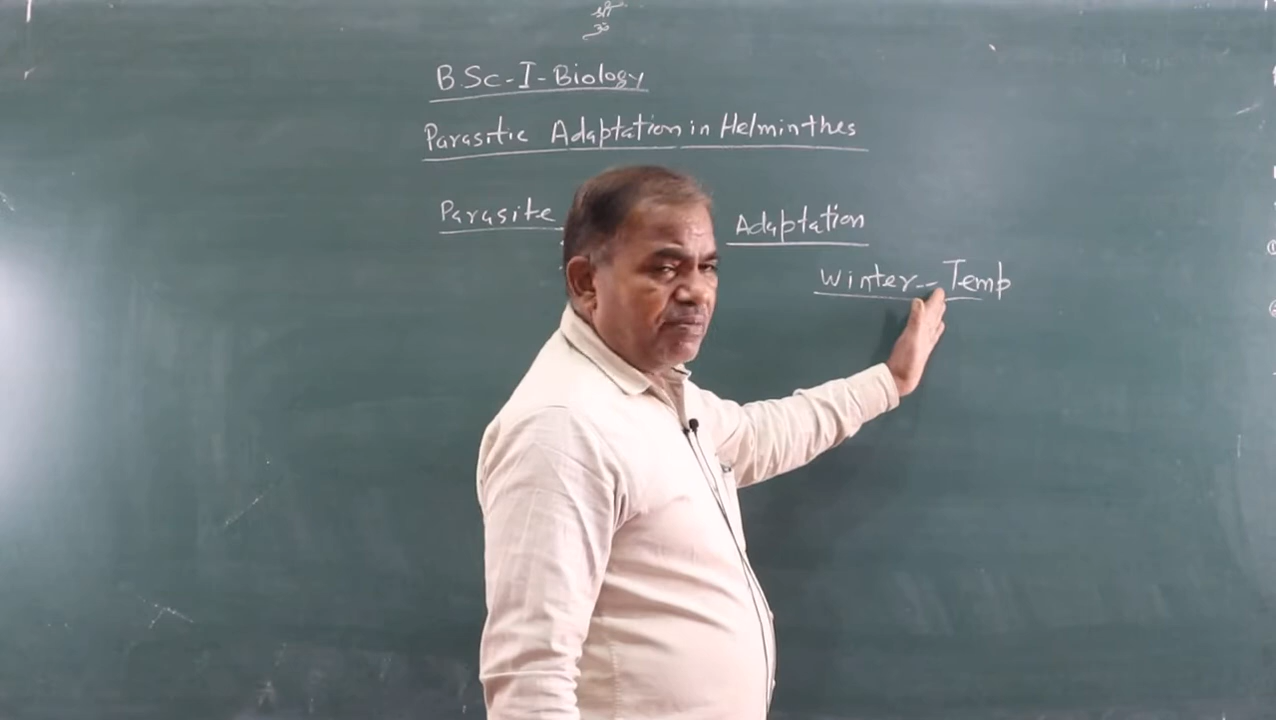 B.Sc-I-Biology
Parasitic Adaptation in Helminthes
Parasite Adaptation
Winter-- Temp